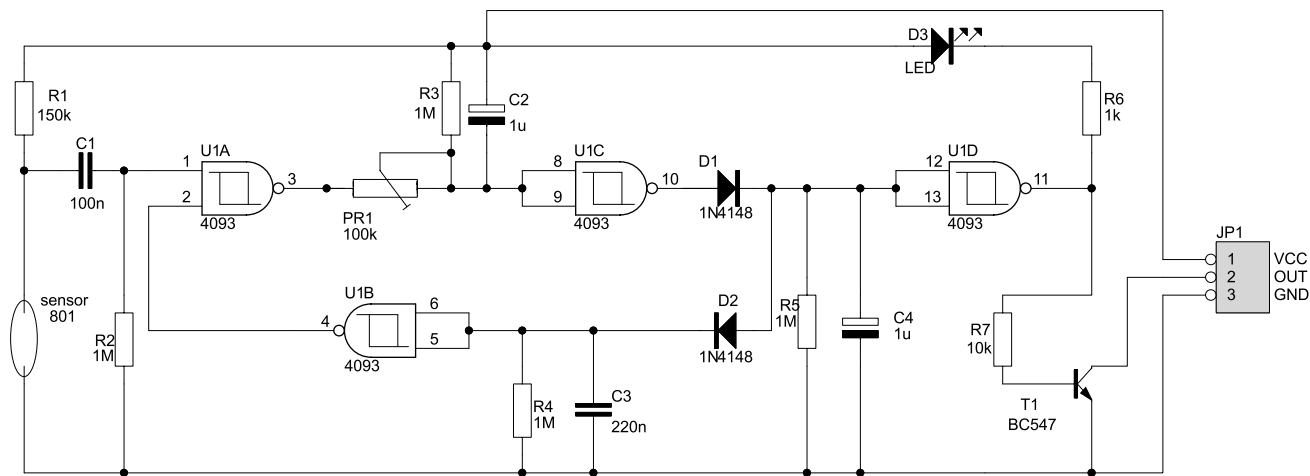 D3
LED
R1
150k
R3
1M
C2
1u
R6
1k
C1
100n
1
2
U1A
3
4093
PR1
100k
8
9
U1C
10
4093
D1
1N4148
12
13
U1D
11
4093
JP1
1 VCC
2 OUT
3 GND
sensor
801
R2
1M
U1B
4
6
5
4093
D2
1N4148
R5
1M
C4
1u
R7
10k
R4
1M
C3
220n
T1
BC547